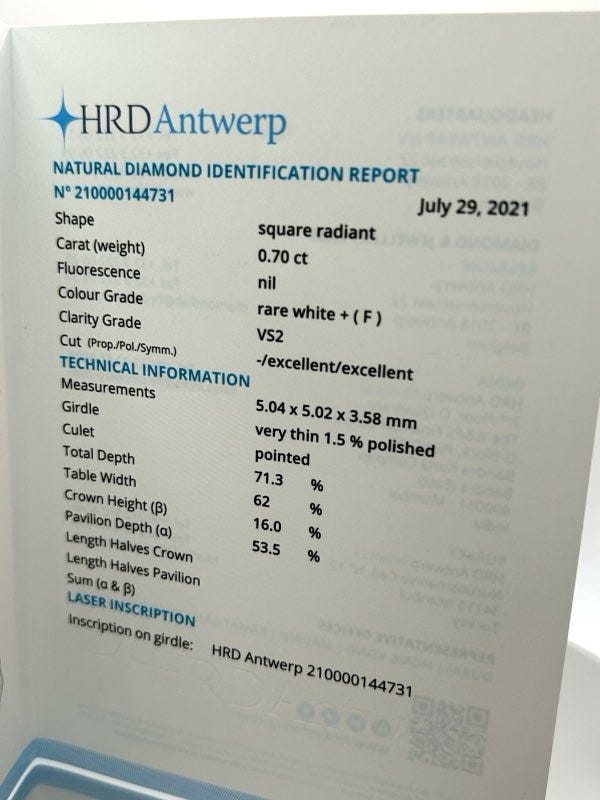 HRD Antwerp
NATURAL DIAMOND IDENTIFICATION REPORT
N° 210000144731
July 29, 2021
Shape square radiant
Carat (weight) 0.70 ct
Fluorescence nil
Colour Grade rare white + ( F )
Clarity Grade VS2
Cut (Prop./Pol./Symm.) -/excellent/excellent
TECHNICAL INFORMATION
Measurements 5.04 x 5.02 x 3.58 mm
Girdle very thin 1.5 % polished
Culet pointed
Total Depth 71.3 %
Table Width 62 %
Crown Height (β) 16.0 %
Pavilion Depth (α) 53.5 %
Length Halves Crown
Length Halves Pavilion
Sum (α & β)
LASER INSCRIPTION
Inscription on girdle: HRD Antwerp 210000144731